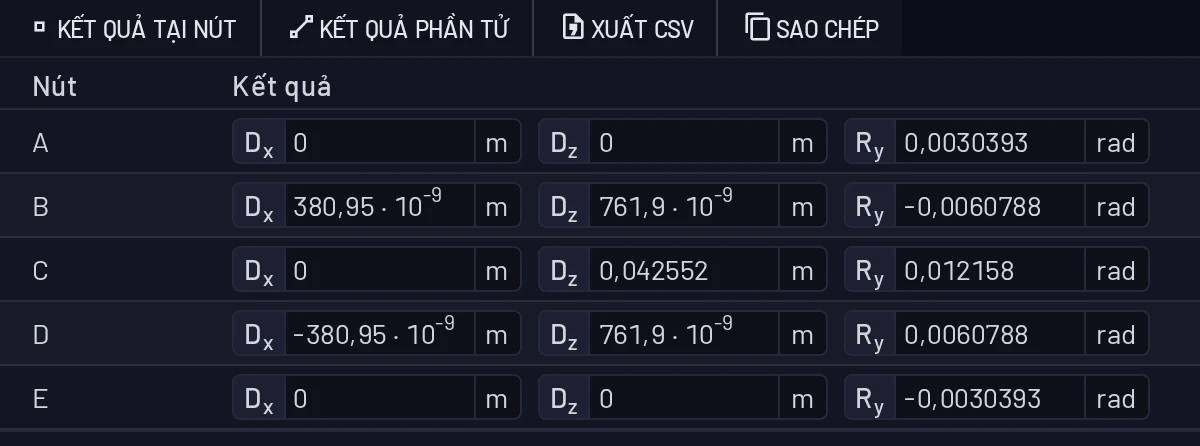 KẾT QUẢ TẠI NÚT KẾT QUẢ PHẦN TỬ XUẤT CSV SAO CHÉP
Nút Kết quả
A Dx 0 m Dz 0 m Ry 0,0030393 rad
B Dx 380,95 · 10⁻⁹ m Dz 761,9 · 10⁻⁹ m Ry -0,0060788 rad
C Dx 0 m Dz 0,042552 m Ry 0,012158 rad
D Dx -380,95 · 10⁻⁹ m Dz 761,9 · 10⁻⁹ m Ry 0,0060788 rad
E Dx 0 m Dz 0 m Ry -0,0030393 rad